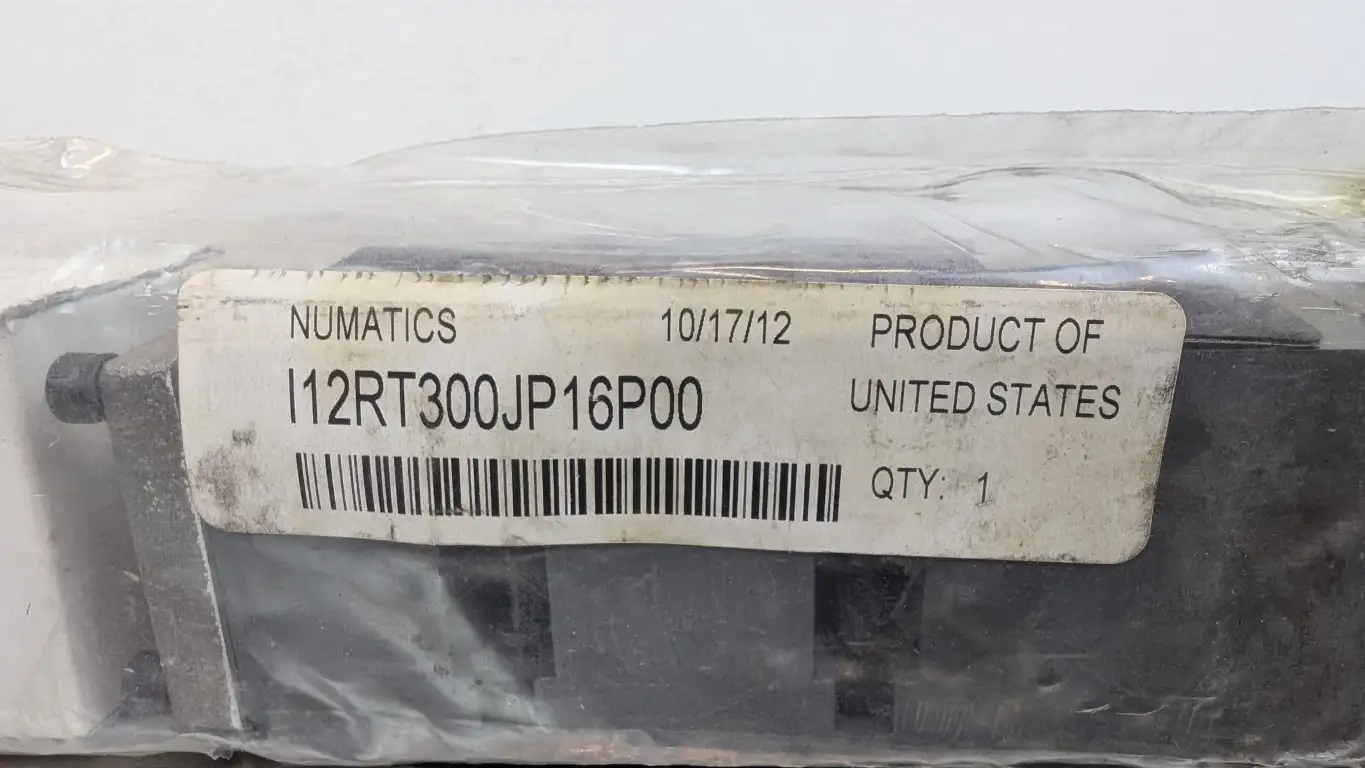 NUMATICS 10/17/12 PRODUCT OF
I12RT300JP16P00 UNITED STATES
QTY: 1